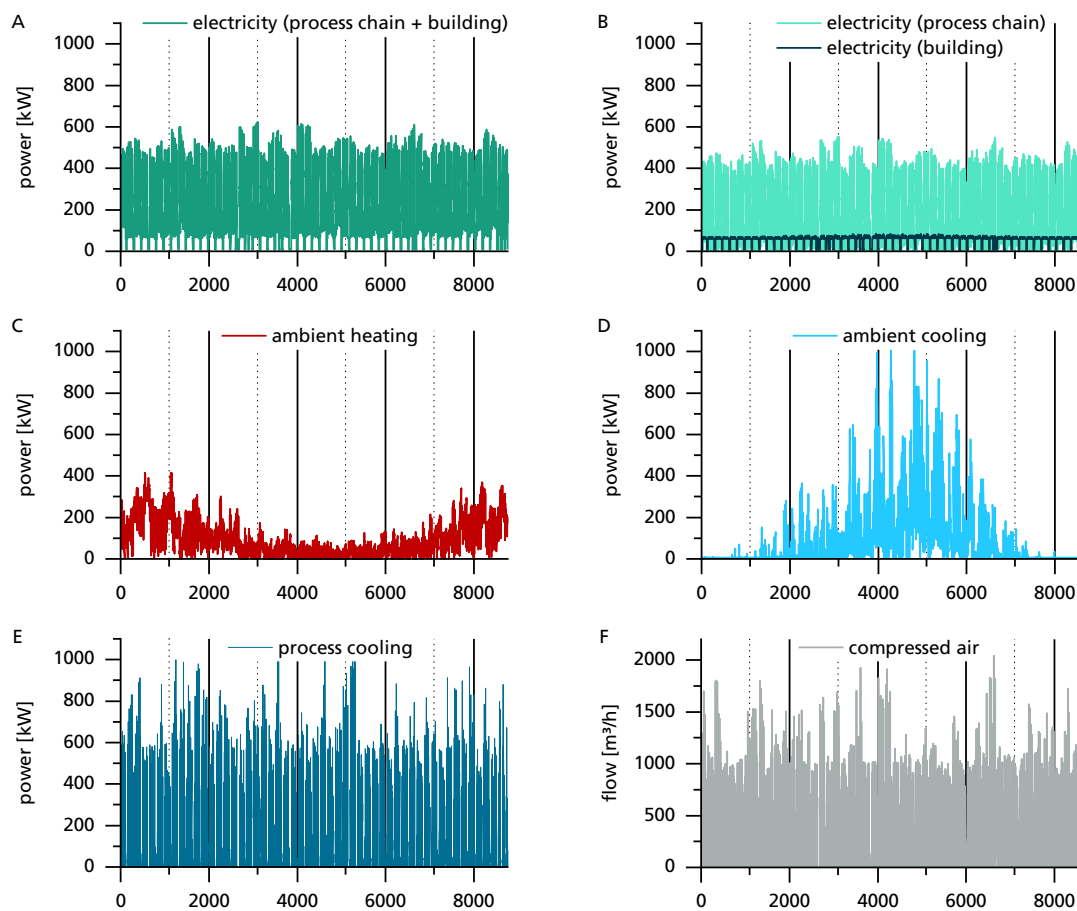 A
electricity (process chain + building)
1000
800
600
400
200
0
power [kW]
0 2000 4000 6000 8000
B
electricity (process chain)
electricity (building)
1000
800
600
400
200
0
power [kW]
0 2000 4000 6000 8000
C
ambient heating
1000
800
600
400
200
0
power [kW]
0 2000 4000 6000 8000
D
ambient cooling
1000
800
600
400
200
0
power [kW]
0 2000 4000 6000 8000
E
process cooling
1000
800
600
400
200
0
power [kW]
0 2000 4000 6000 8000
F
compressed air
2000
1500
1000
500
0
flow [m³/h]
0 2000 4000 6000 8000